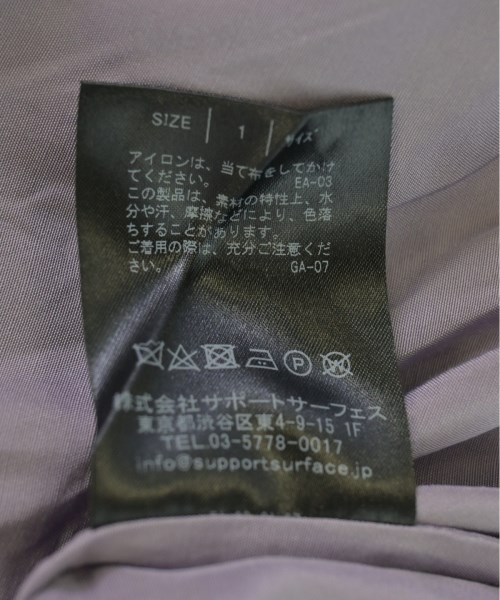 SIZE | 1 | サイズ
アイロンは、当て布をしてかけ
てください。 EA-03
この製品は、素材の特性上、水
分や汗、摩擦などにより、色落
ちすることがあります。
ご着用の際は、充分ご注意くだ
さい。 GA-07
P
株式会社サポートサーフェス
東京都渋谷区東4-9-15 1F
TEL.03-5778-0017
info@supportsurface.jp